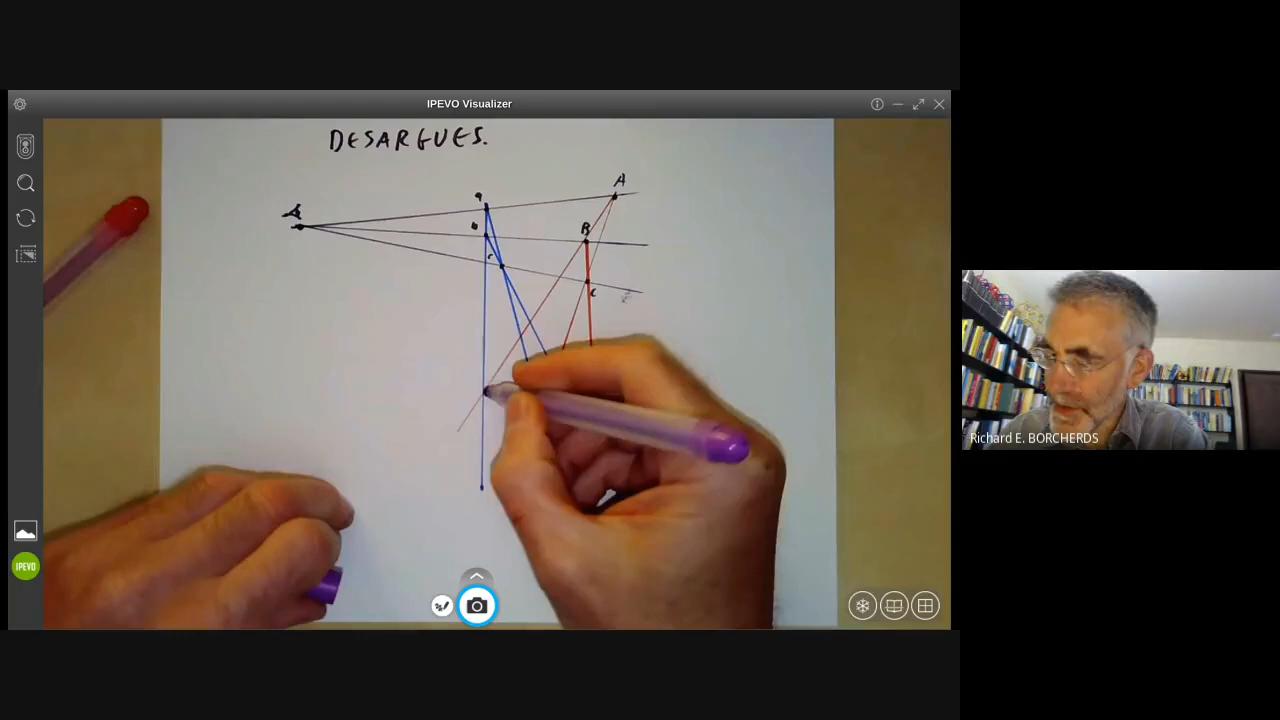 IPEVO Visualizer
DESARGUES.
A
a
B
b
c
c
IPEVO
Richard E. BORCHERDS